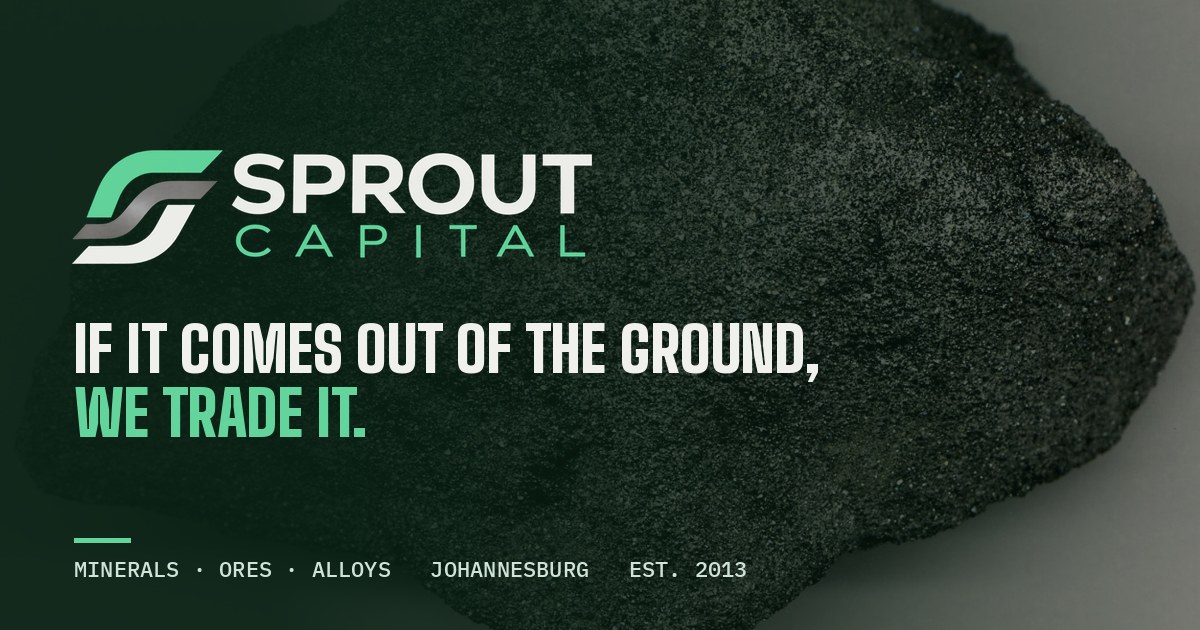 SPROUT
CAPITAL
IF IT COMES OUT OF THE GROUND,
WE TRADE IT.
MINERALS · ORES · ALLOYS JOHANNESBURG EST. 2013